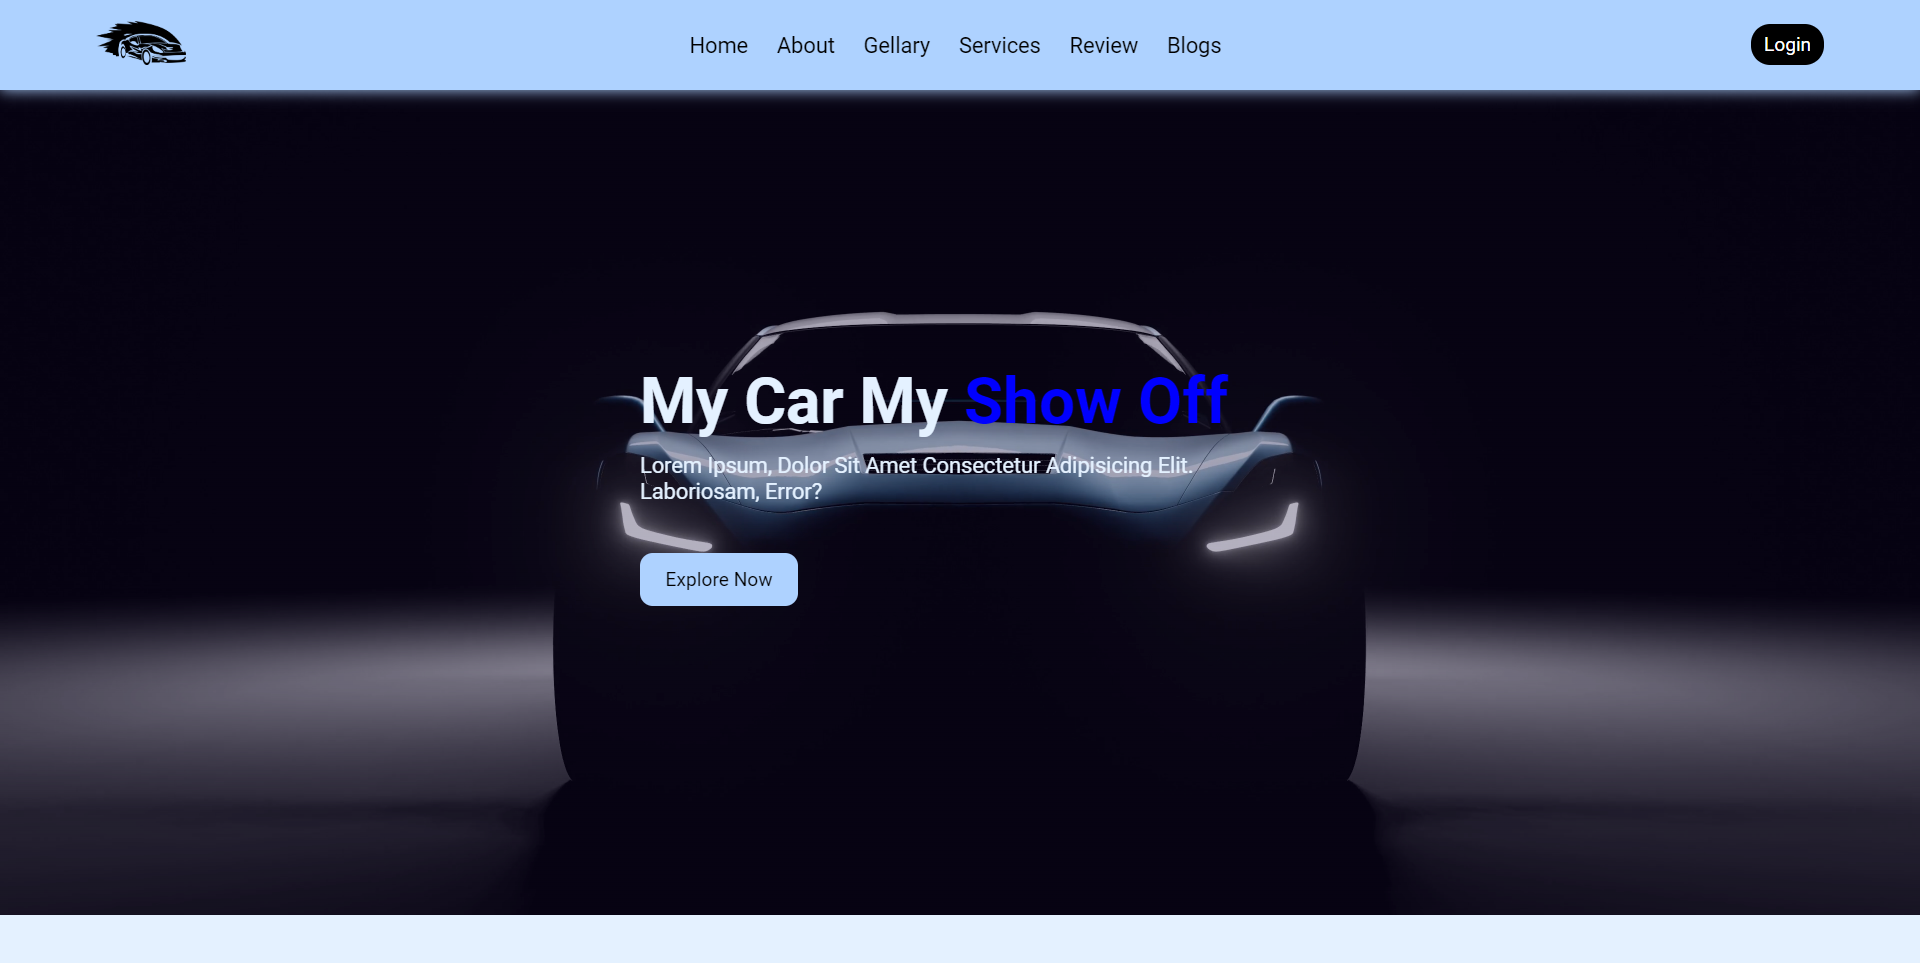 Home About Gellary Services Review Blogs Login
My Car My Show Off
Lorem Ipsum, Dolor Sit Amet Consectetur Adipisicing Elit.
Laboriosam, Error?
Explore Now